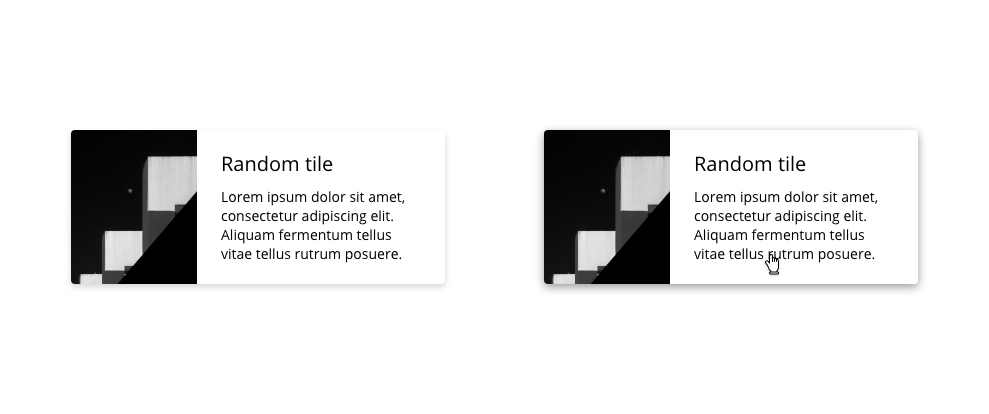 Random tile
Lorem ipsum dolor sit amet,
consectetur adipiscing elit.
Aliquam fermentum tellus
vitae tellus rutrum posuere.
Random tile
Lorem ipsum dolor sit amet,
consectetur adipiscing elit.
Aliquam fermentum tellus
vitae tellus rutrum posuere.